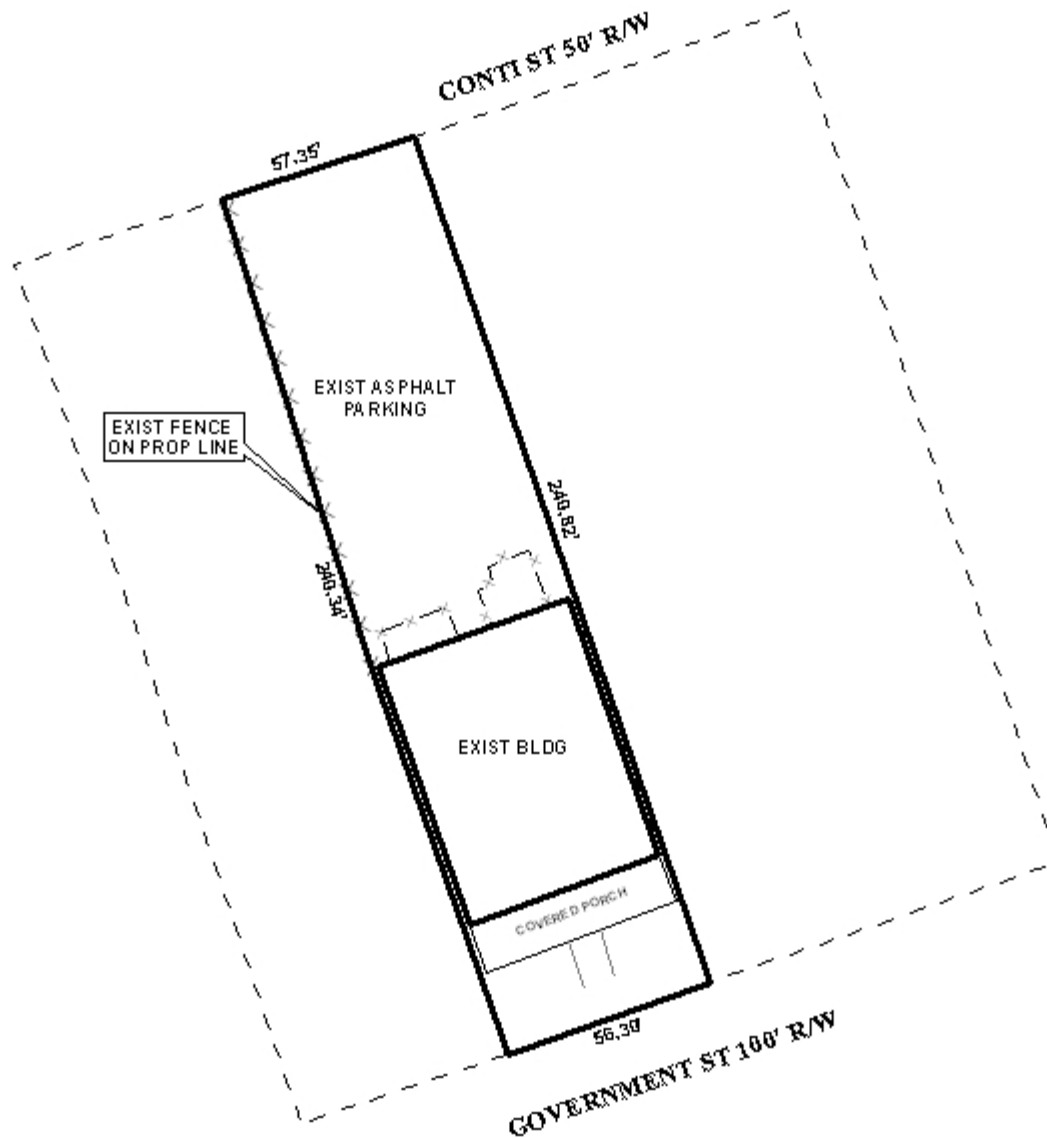 CONTI ST 50' R/W
57.35'
EXIST ASPHALT
PARKING
EXIST FENCE
ON PROP LINE
240.82'
240.34'
EXIST BLDG
COVERED PORCH
56.30'
GOVERNMENT ST 100' R/W